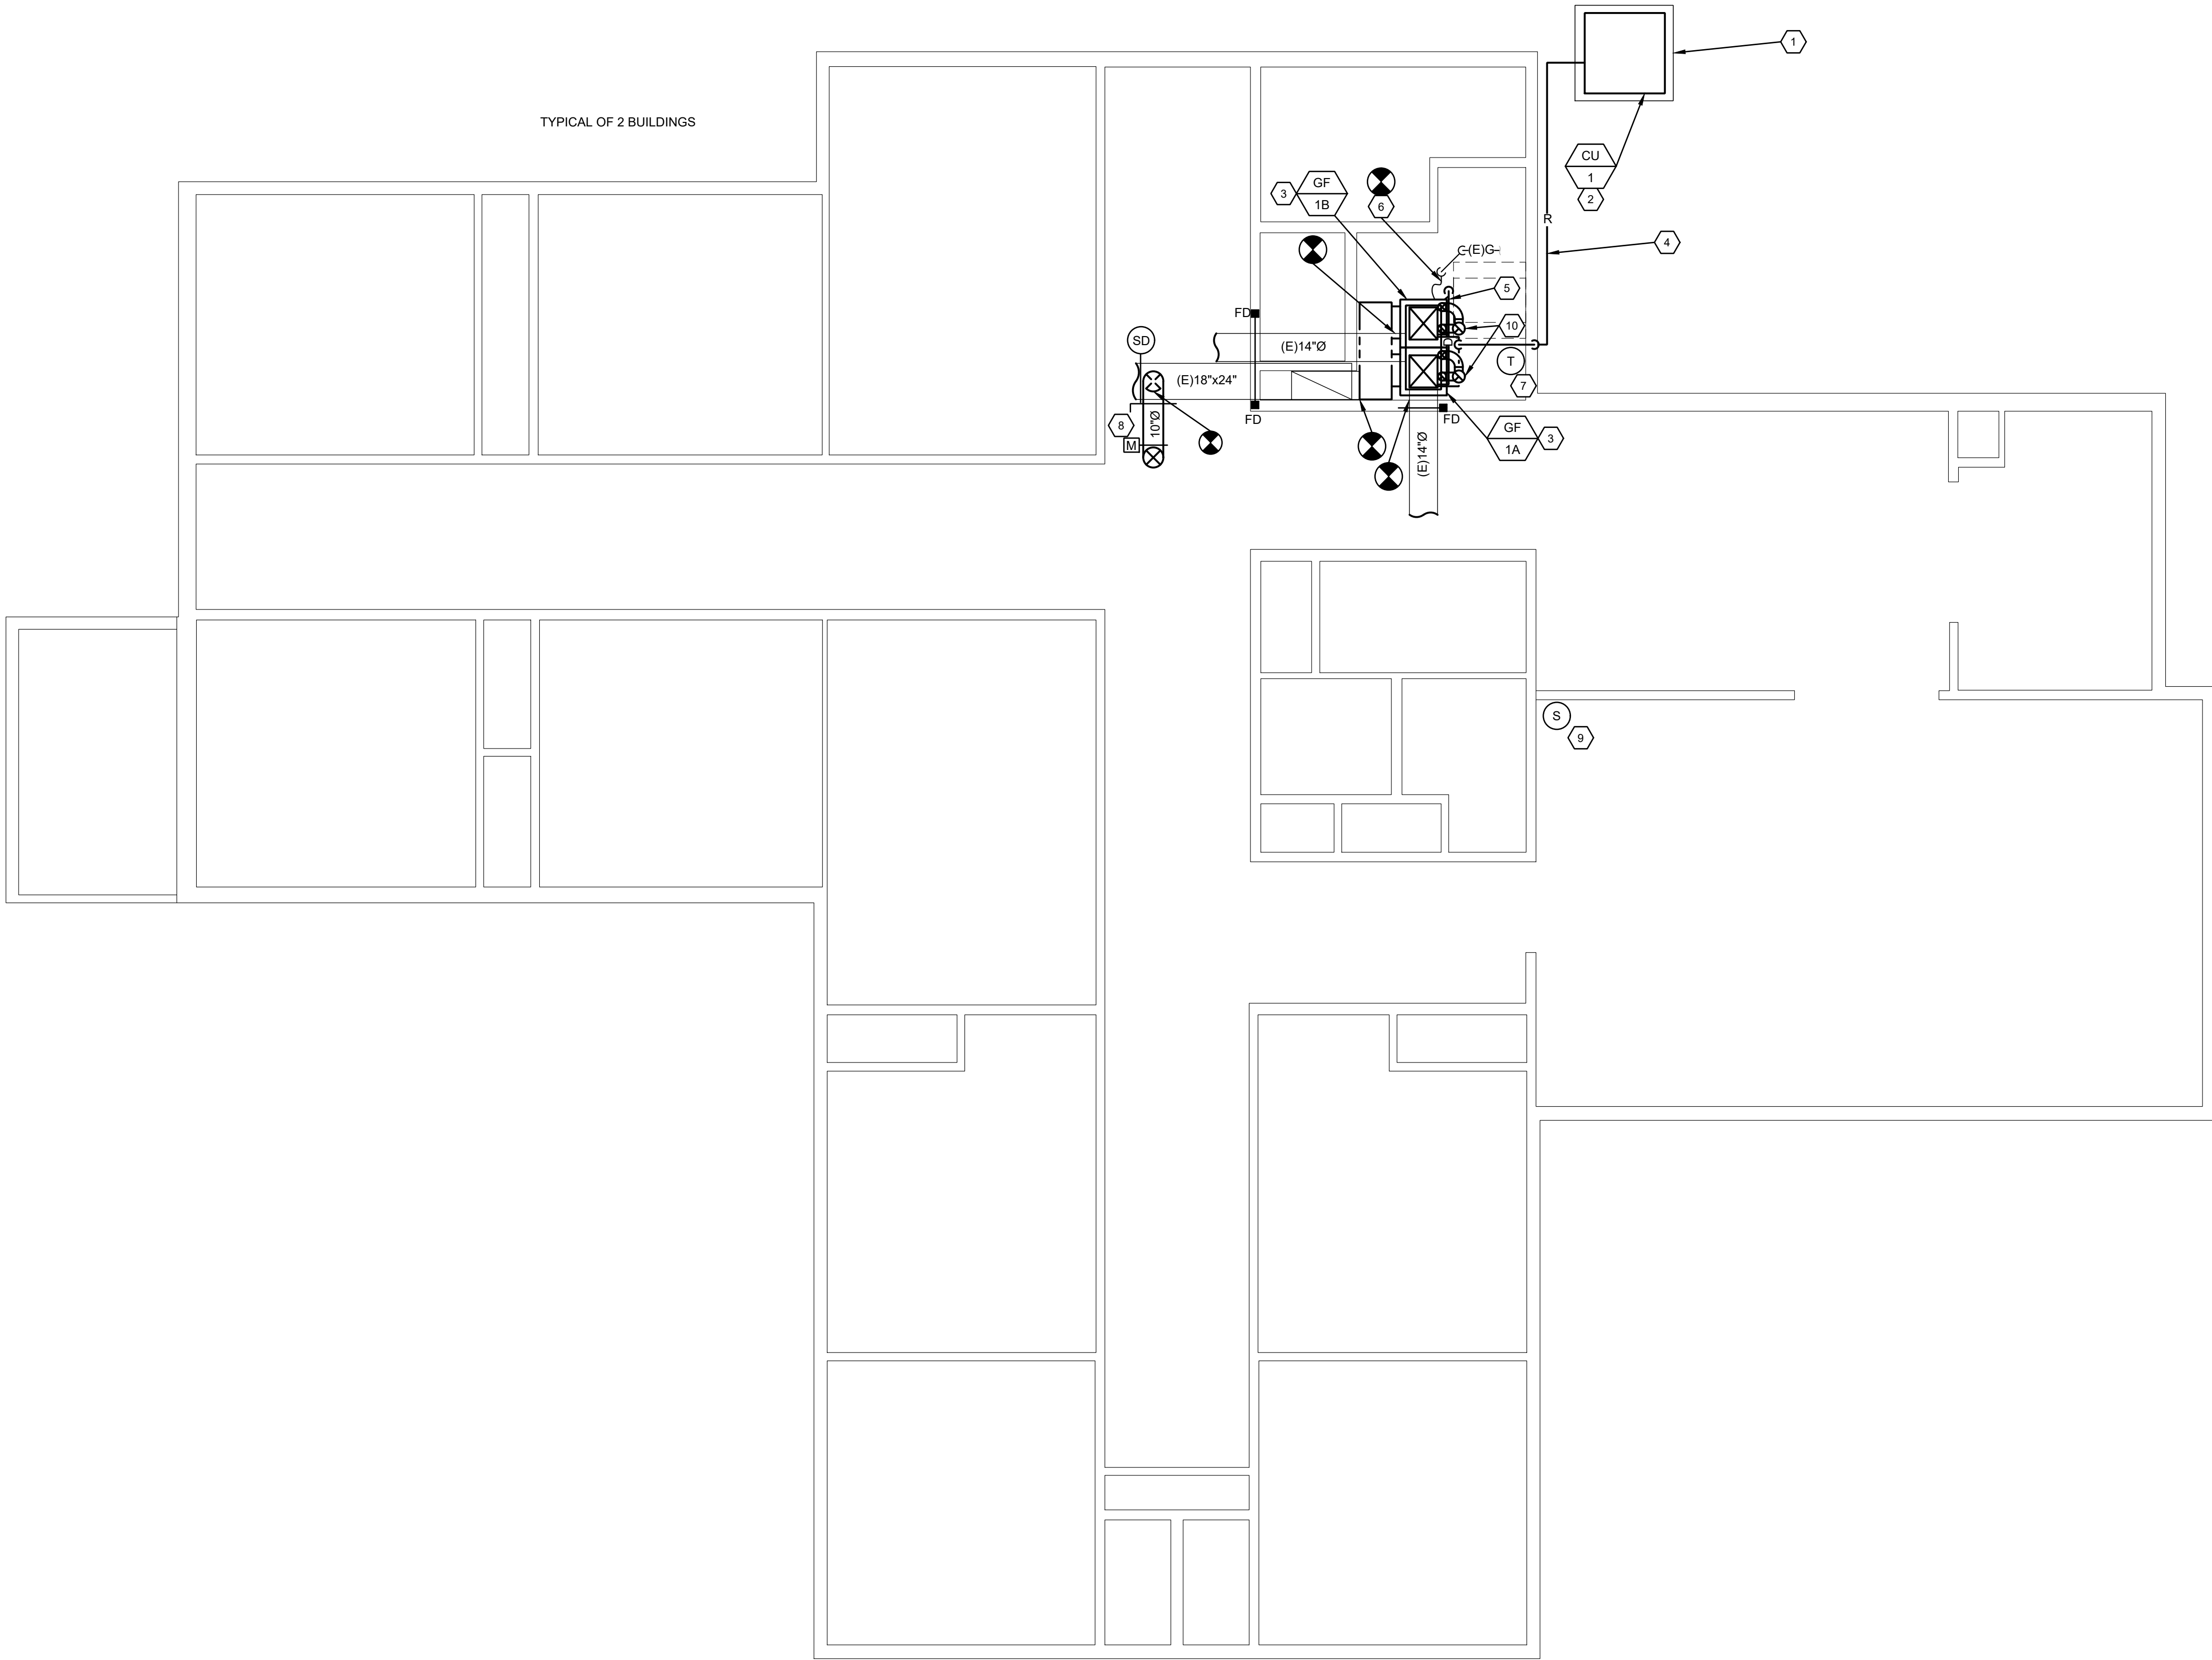 1
TYPICAL OF 2 BUILDINGS
CU
1
2
GF
1B
3
6
R
4
(E)G
5
FD
10
SD
(E)14"Ø
D
T
(E)18"x24"
7
8
10"Ø
FD
FD
M
(E)14"Ø
GF
1A
3
S
9